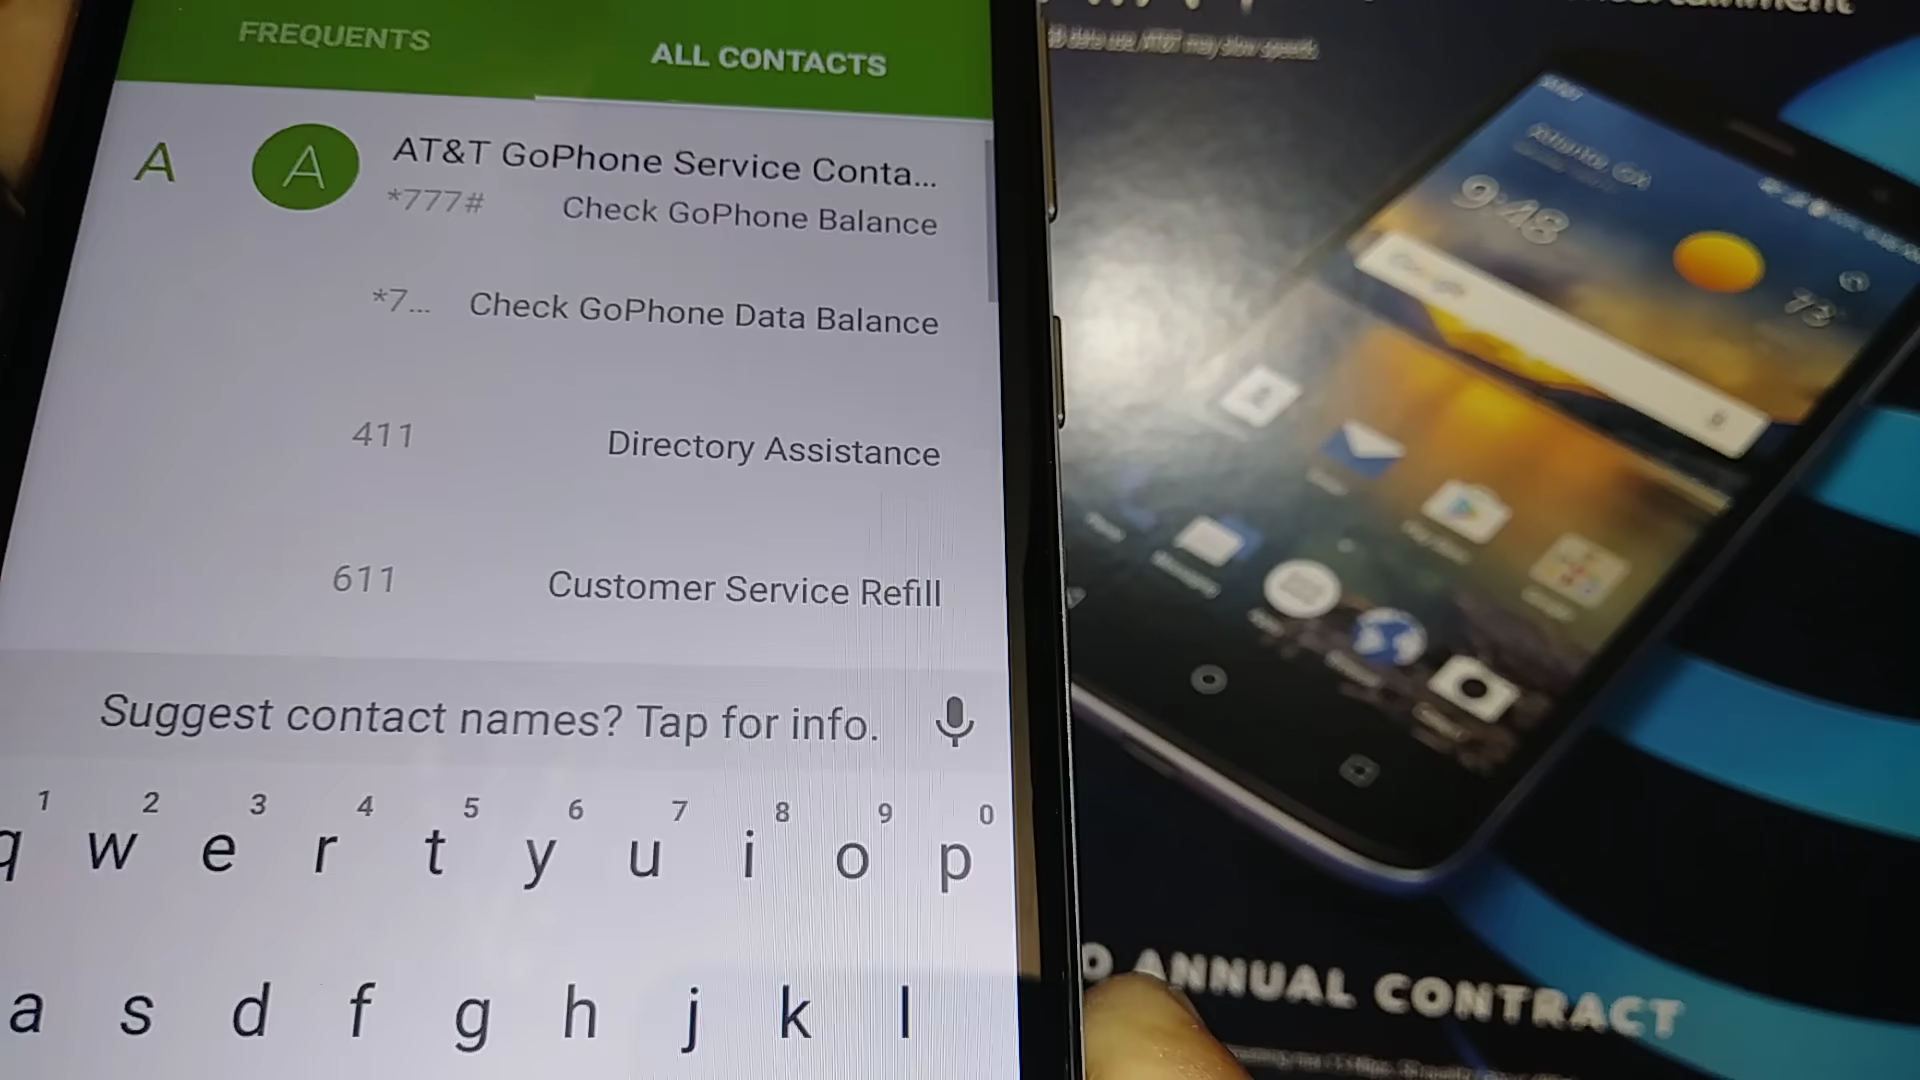 FREQUENTS
ALL CONTACTS
A
A
AT&T GoPhone Service Conta...
*777# Check GoPhone Balance
*7... Check GoPhone Data Balance
411 Directory Assistance
611 Customer Service Refill
Suggest contact names? Tap for info.
1 2 3 4 5 6 7 8 9 0
q w e r t y u i o p
a s d f g h j k l
9:48
73°
ANNUAL CONTRACT